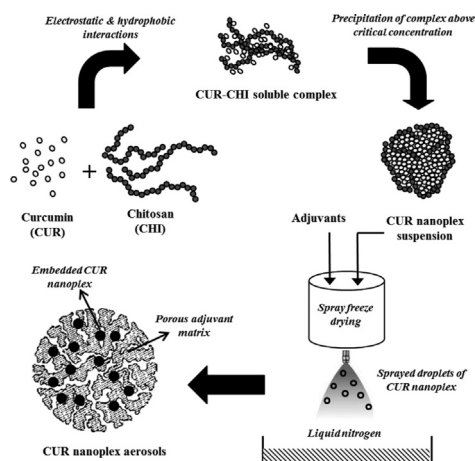 Electrostatic & hydrophobic
interactions
Precipitation of complex above
critical concentration
CUR-CHI soluble complex
+
Curcumin
(CUR)
Chitosan
(CHI)
Adjuvants
CUR nanoplex
suspension
Embedded CUR
nanoplex
Porous adjuvant
matrix
Spray freeze
drying
Sprayed droplets of
CUR nanoplex
Liquid nitrogen
CUR nanoplex aerosols